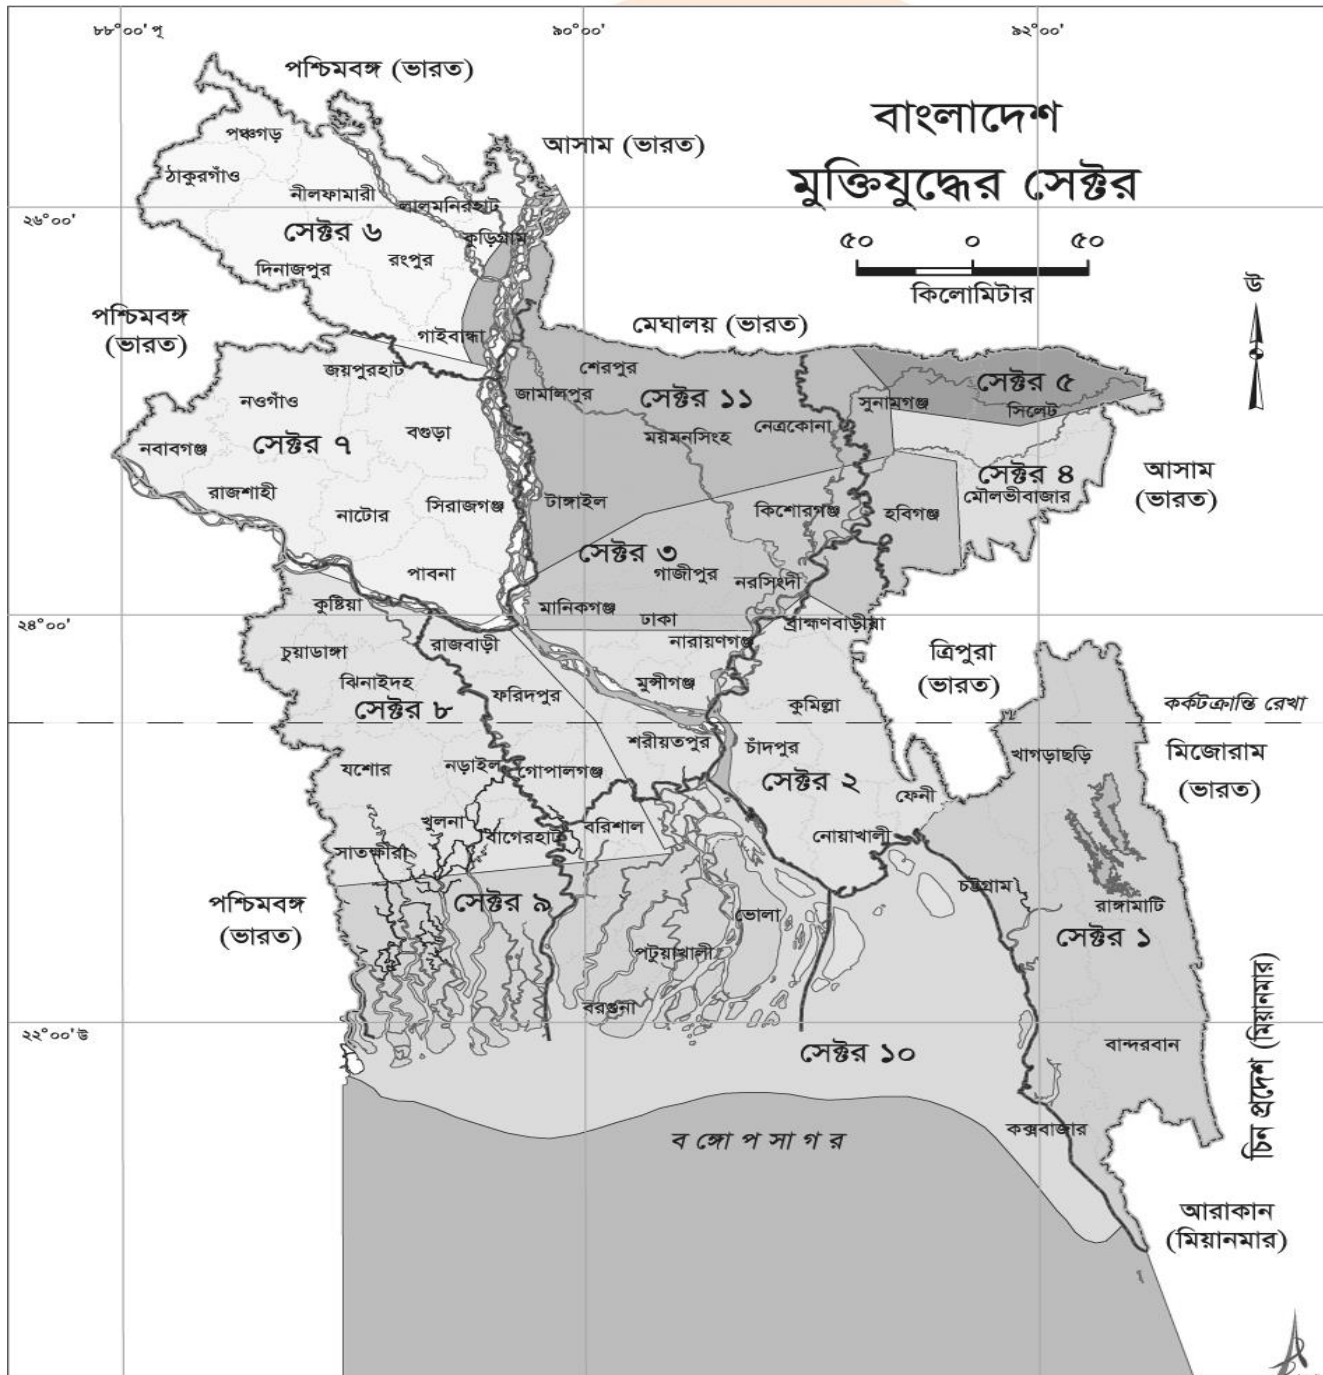 ৮৮°০০' পূ
৯০°০০'
৯২°০০'
পশ্চিমবঙ্গ (ভারত)
বাংলাদেশ
মুক্তিযুদ্ধের সেক্টর
আসাম (ভারত)
পঞ্চগড়
ঠাকুরগাঁও
নীলফামারী
লালমনিরহাট
২৬°০০'
সেক্টর ৬
কুড়িগ্রাম
রংপুর
দিনাজপুর
৫০ ০ ৫০
কিলোমিটার
উ
পশ্চিমবঙ্গ
(ভারত)
গাইবান্ধা
মেঘালয় (ভারত)
জয়পুরহাট
শেরপুর
জামালপুর
সেক্টর ১১
সেক্টর ৫
সুনামগঞ্জ
সিলেট
নওগাঁও
বগুড়া
সেক্টর ৭
নবাবগঞ্জ
ময়মনসিংহ
নেত্রকোনা
সেক্টর ৪
মৌলভীবাজার
আসাম
(ভারত)
রাজশাহী
নাটোর
সিরাজগঞ্জ
টাঙ্গাইল
কিশোরগঞ্জ
হবিগঞ্জ
সেক্টর ৩
গাজীপুর
নরসিংদী
পাবনা
কুষ্টিয়া
মানিকগঞ্জ
ঢাকা
২৪°০০'
নারায়ণগঞ্জ
ব্রাহ্মণবাড়ীয়া
রাজবাড়ী
চুয়াডাঙ্গা
ত্রিপুরা
(ভারত)
ঝিনাইদহ
ফরিদপুর
মুন্সীগঞ্জ
কুমিল্লা
সেক্টর ৮
কর্কটক্রান্তি রেখা
শরীয়তপুর
চাঁদপুর
খাগড়াছড়ি
মিজোরাম
(ভারত)
যশোর
নড়াইল
গোপালগঞ্জ
সেক্টর ২
ফেনী
খুলনা
বাগেরহাট
বরিশাল
নোয়াখালী
সাতক্ষীরা
পশ্চিমবঙ্গ
(ভারত)
সেক্টর ৯
ভোলা
চট্টগ্রাম
রাঙ্গামাটি
সেক্টর ১
পটুয়াখালী
বরগুনা
২২°০০' উ
সেক্টর ১০
বান্দরবান
চিন প্রদেশ (মিয়ানমার)
কক্সবাজার
বঙ্গোপসাগর
আরাকান
(মিয়ানমার)